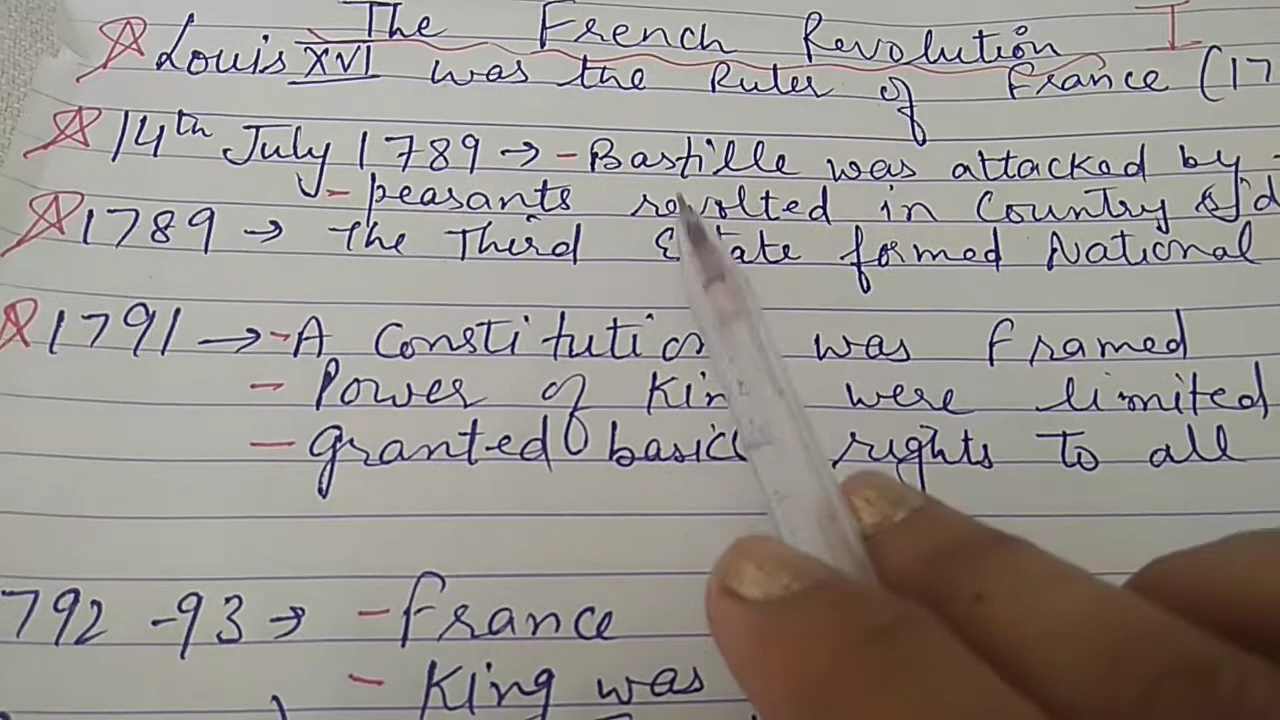 The French Revolution I
Louis XVI was the Ruler of France (17
14th July 1789 → - Bastille was attacked by
- peasants revolted in Country
1789 → The Third Estate formed National
1791 → - A Constitution was framed
- Power of King were limited
- granted basic rights to all
792 -93 → - France
- King was